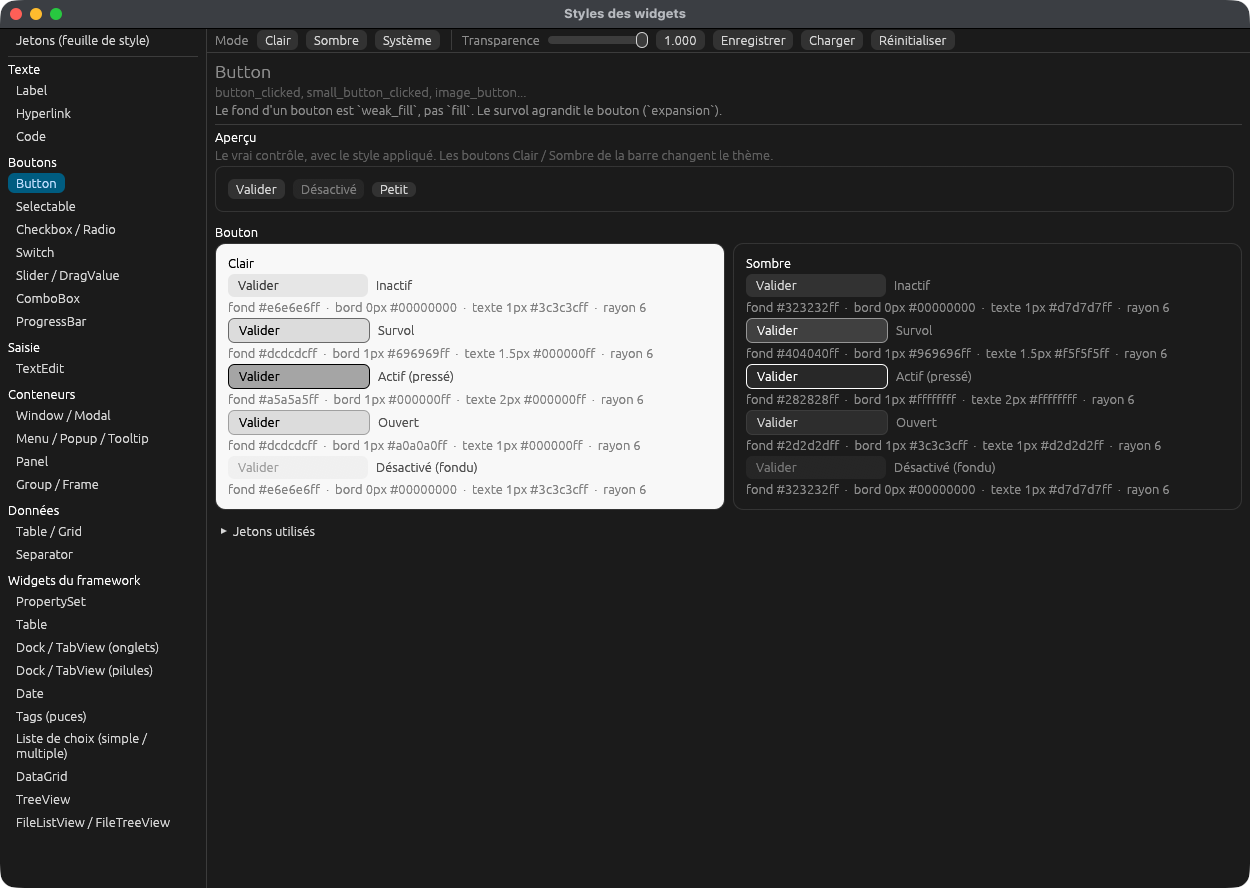 Styles des widgets
Jetons (feuille de style)
Texte
Label
Hyperlink
Code
Boutons
Button
Selectable
Checkbox / Radio
Switch
Slider / DragValue
ComboBox
ProgressBar
Saisie
TextEdit
Conteneurs
Window / Modal
Menu / Popup / Tooltip
Panel
Group / Frame
Données
Table / Grid
Separator
Widgets du framework
PropertySet
Table
Dock / TabView (onglets)
Dock / TabView (pilules)
Date
Tags (puces)
Liste de choix (simple /
multiple)
DataGrid
TreeView
FileListView / FileTreeView
Mode Clair Sombre Système Transparence 1.000 Enregistrer Charger Réinitialiser
Button
button_clicked, small_button_clicked, image_button...
Le fond d'un bouton est `weak_fill`, pas `fill`. Le survol agrandit le bouton (`expansion`).
Aperçu
Le vrai contrôle, avec le style appliqué. Les boutons Clair / Sombre de la barre changent le thème.
Valider Désactivé Petit
Bouton
Clair
Valider Inactif
fond #e6e6e6ff · bord 0px #00000000 · texte 1px #3c3c3cff · rayon 6
Valider Survol
fond #dcdcdcff · bord 1px #696969ff · texte 1.5px #000000ff · rayon 6
Valider Actif (pressé)
fond #a5a5a5ff · bord 1px #000000ff · texte 2px #000000ff · rayon 6
Valider Ouvert
fond #dcdcdcff · bord 1px #a0a0a0ff · texte 1px #000000ff · rayon 6
Valider Désactivé (fondu)
fond #e6e6e6ff · bord 0px #00000000 · texte 1px #3c3c3cff · rayon 6
Sombre
Valider Inactif
fond #323232ff · bord 0px #00000000 · texte 1px #d7d7d7ff · rayon 6
Valider Survol
fond #404040ff · bord 1px #969696ff · texte 1.5px #f5f5f5ff · rayon 6
Valider Actif (pressé)
fond #282828ff · bord 1px #ffffffff · texte 2px #ffffffff · rayon 6
Valider Ouvert
fond #2d2d2dff · bord 1px #3c3c3cff · texte 1px #d2d2d2ff · rayon 6
Valider Désactivé (fondu)
fond #323232ff · bord 0px #00000000 · texte 1px #d7d7d7ff · rayon 6
Jetons utilisés